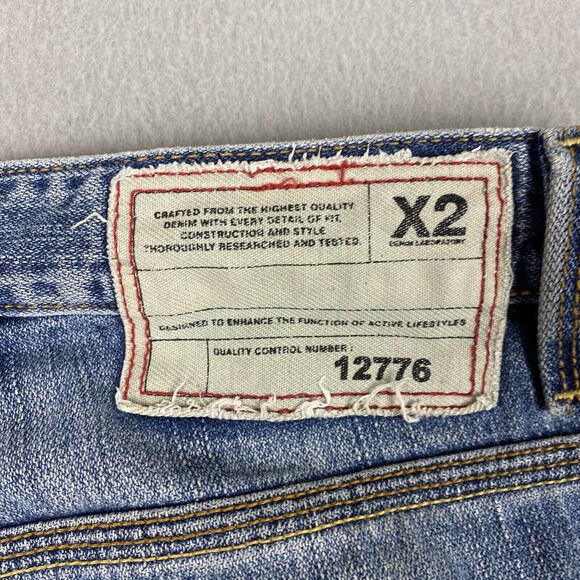 CRAFTED FROM THE HIGHEST QUALITY
DENIM WITH EVERY DETAIL OF FIT,
CONSTRUCTION AND STYLE
THOROUGHLY RESEARCHED AND TESTED.
X2
DENIM LABORATORY
DESIGNED TO ENHANCE THE FUNCTION OF ACTIVE LIFESTYLES
QUALITY CONTROL NUMBER :
12776